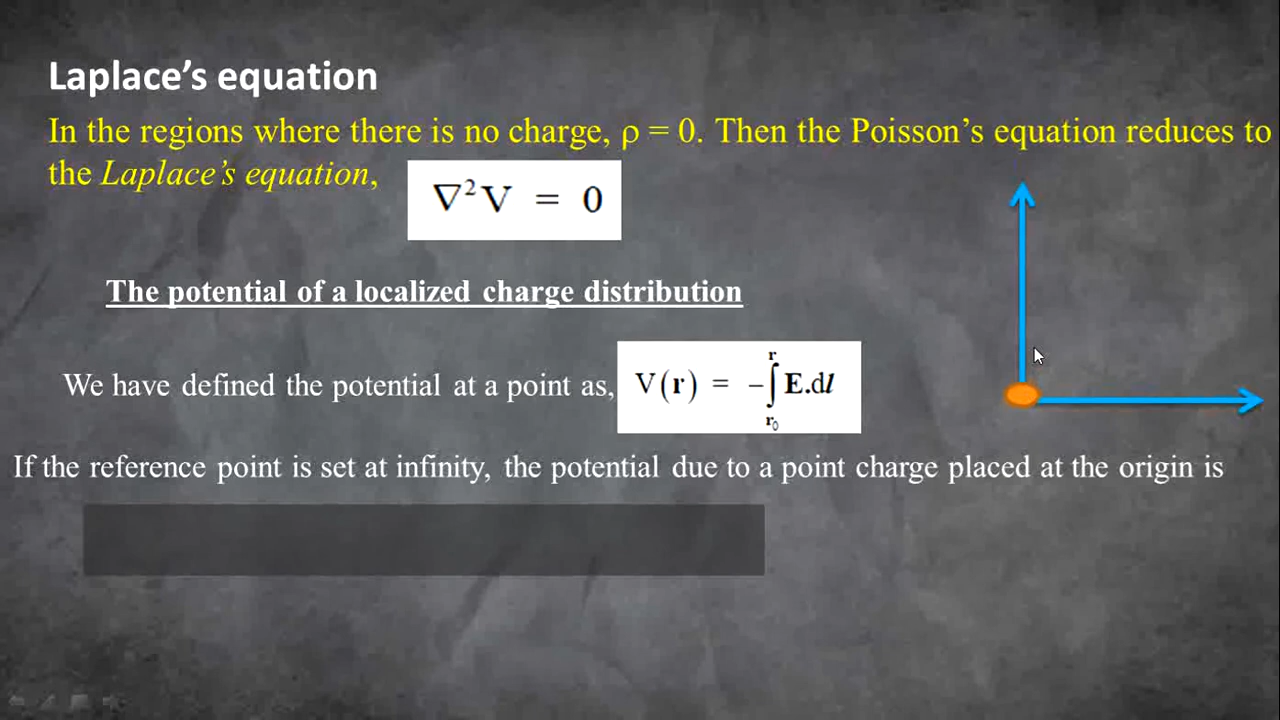 Laplace’s equation
In the regions where there is no charge, ρ = 0. Then the Poisson’s equation reduces to
the Laplace’s equation,
∇²V = 0
The potential of a localized charge distribution
We have defined the potential at a point as,
V(r) = −∫_{r₀}^{r} E.dl
If the reference point is set at infinity, the potential due to a point charge placed at the origin is